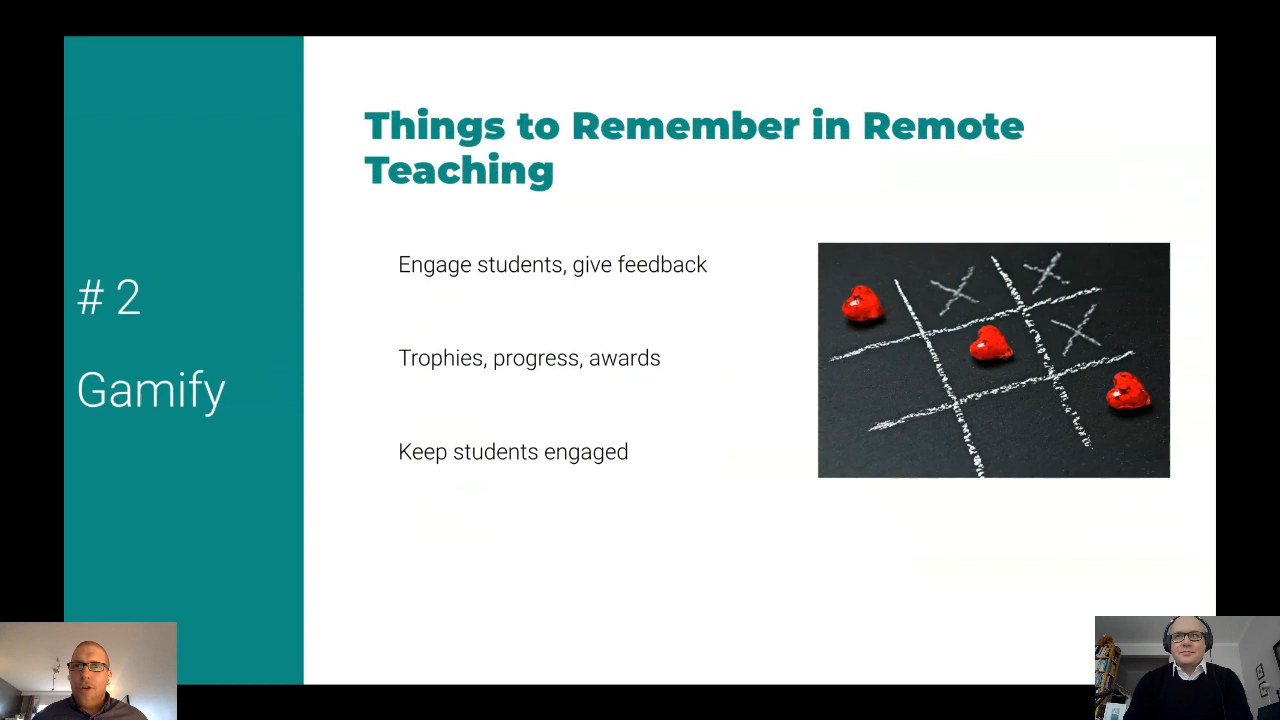 Things to Remember in Remote
Teaching
# 2
Gamify
Engage students, give feedback
Trophies, progress, awards
Keep students engaged